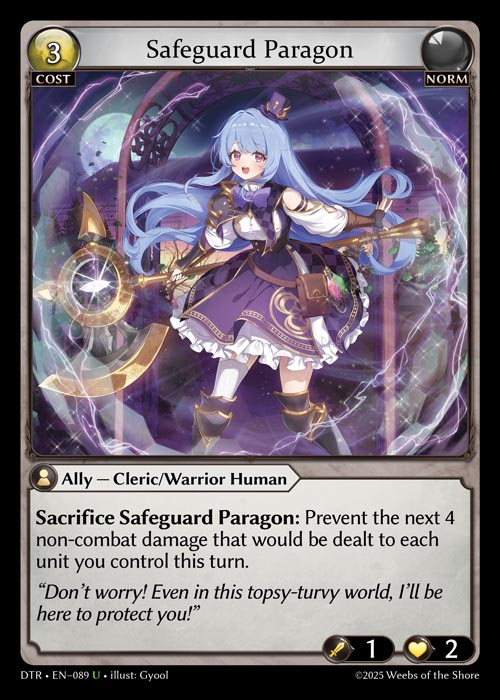 3
Safeguard Paragon
COST
NORM
Ally — Cleric/Warrior Human
Sacrifice Safeguard Paragon: Prevent the next 4
non-combat damage that would be dealt to each
unit you control this turn.
“Don’t worry! Even in this topsy-turvy world, I’ll be
here to protect you!”
1
2
DTR • EN–089 U • illust: Gyool
©2025 Weebs of the Shore